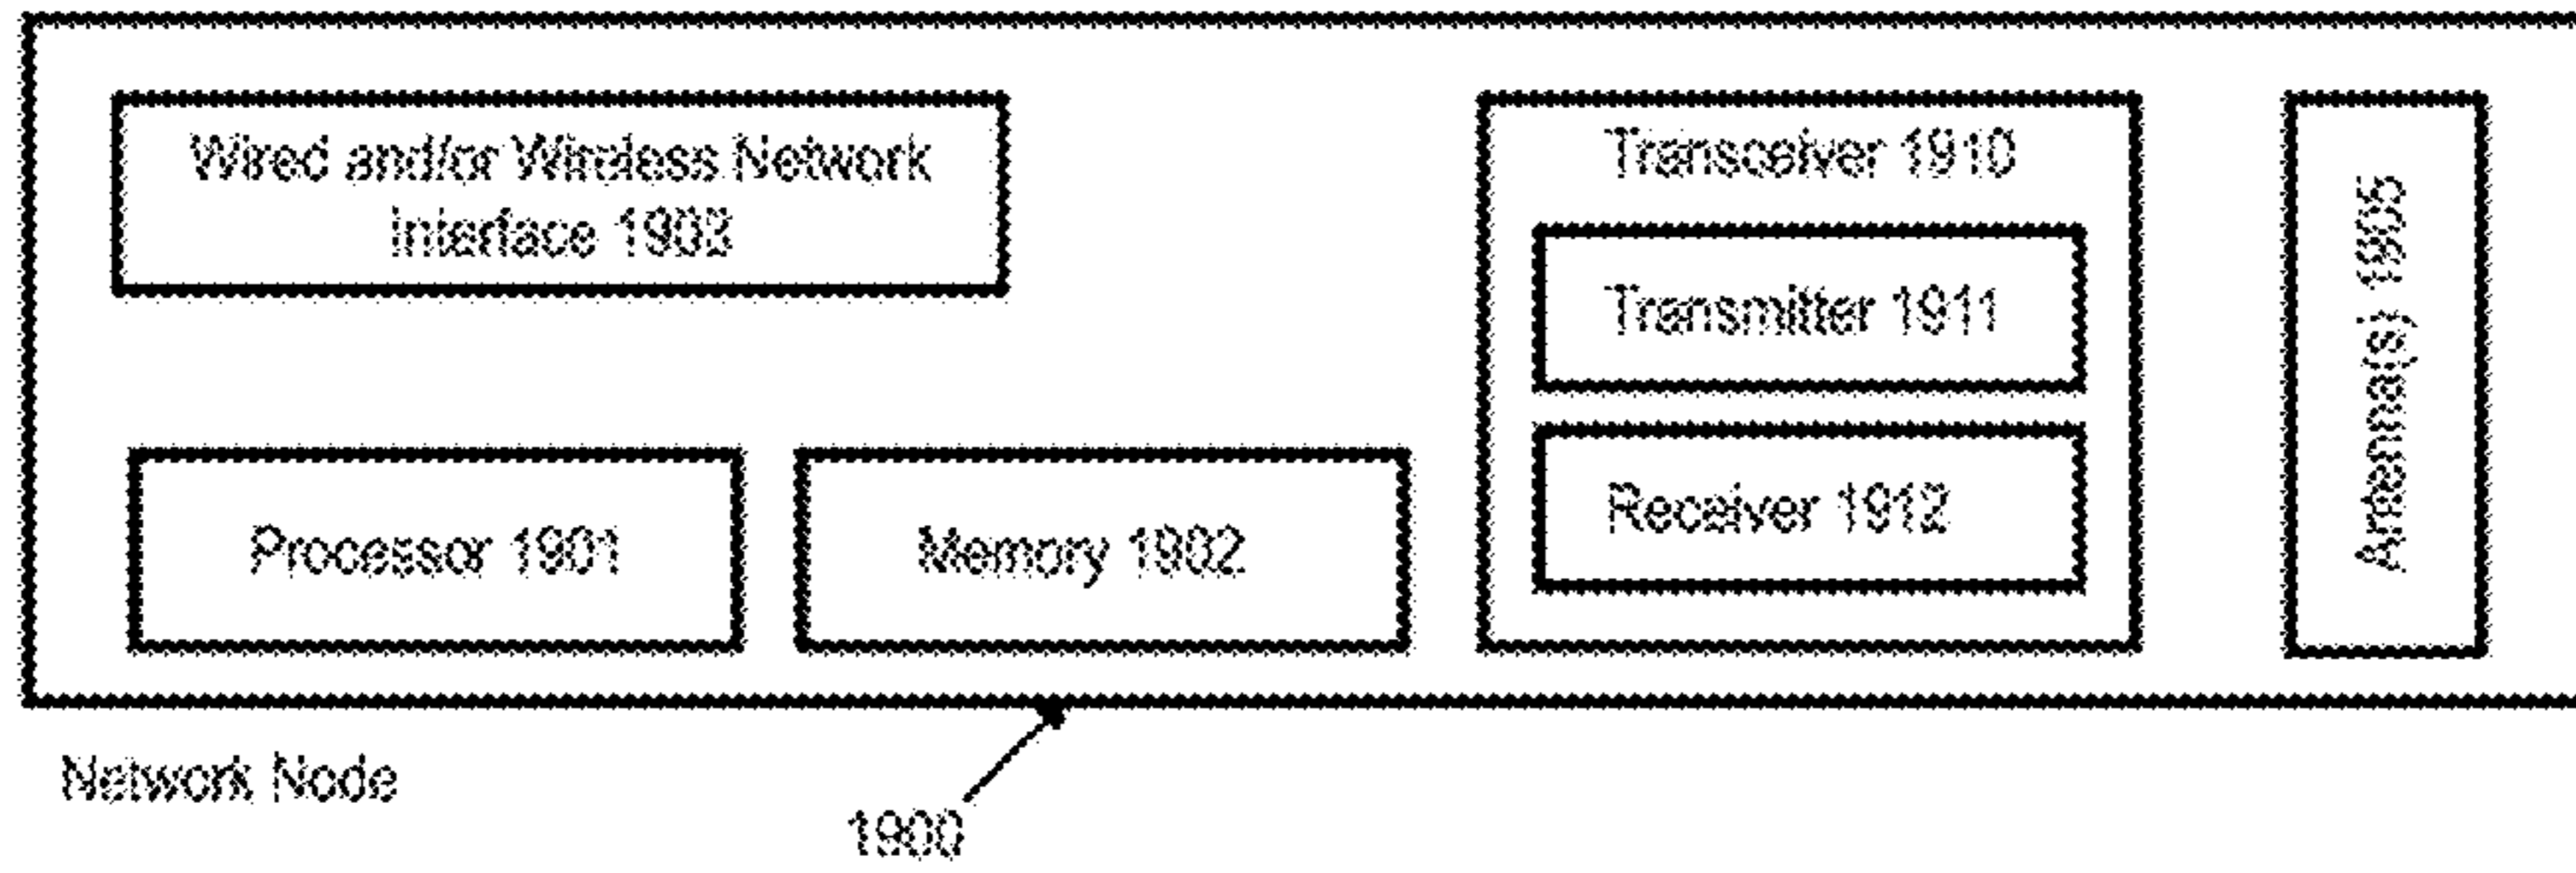 Wired and/or Wireless Network
Interface 1903
Transceiver 1910
Transmitter 1911
Receiver 1912
Antenna(s) 1905
Processor 1901
Memory 1902
Network Node
1900